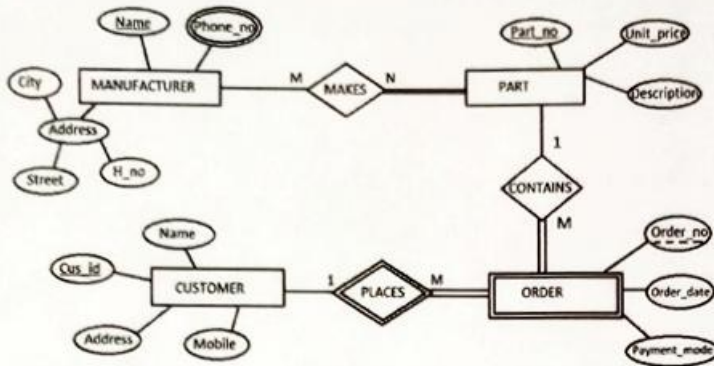 Name
Phone_no
Part_no
Unit_price
City
MANUFACTURER
M
MAKES
N
PART
Description
Address
Street
H_no
1
CONTAINS
M
Name
Order_no
Cus_id
CUSTOMER
1
PLACES
M
ORDER
Order_date
Address
Mobile
Payment_mode